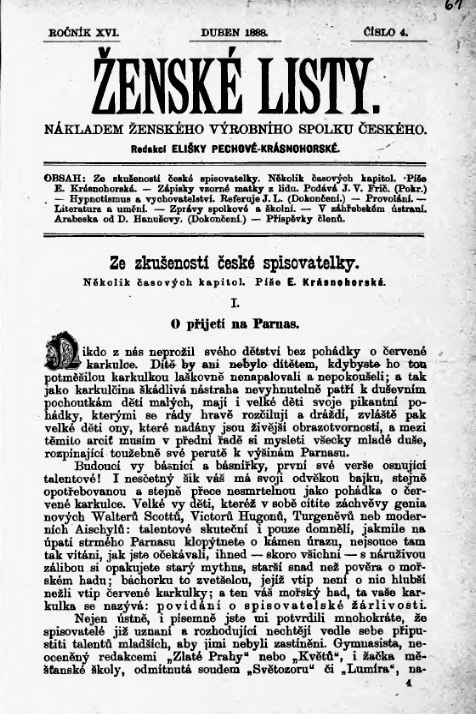 61
ROČNÍK XVI. DUBEN 1888. ČÍSLO 4.
ŽENSKÉ LISTY.
NÁKLADEM ŽENSKÉHO VÝROBNÍHO SPOLKU ČESKÉHO.
Redakcí ELIŠKY PECHOVÉ-KRÁSNOHORSKÉ.
OBSAH: Ze zkušeností české spisovatelky. Několik časových kapitol. Píše
E. Krásnohorská. — Zápisky vzorné matky z lidu. Podává J. V. Frič. (Pokr.)
— Hypnotismus a vychovatelství. Referuje J. L. (Dokončení.) — Provolání. —
Literatura a umění. — Zprávy spolkové a školní. — V záhřebském ústraní.
Arabeska od D. Hanušovy. (Dokončení.) — Příspěvky členů.
Ze zkušeností české spisovatelky.
Několik časových kapitol. Píše E. Krásnohorská.
I.
O přijetí na Parnas.
Nikdo z nás neprožil svého dětství bez pohádky o červené
karkulce. Dítě by ani nebylo dítětem, kdybyste ho tou
potměšilou karkulkou laškovně nenapalovali a nepokoušeli; a tak
jako karkulčina škádlivá nástraha nevyhnutelně patří k duševním
pochoutkám dětí malých, mají i velké děti svoje pikantní po-
hádky, kterými se rády hravě rozčilují a dráždí, zvláště pak
velké děti ony, které nadány jsou živější obrazotvorností, a mezi
těmito arciť musím v přední řadě si mysleti všecky mladé duše,
rozpínající toužebně své perutě k výšinám Parnasu.
Budoucí vy básníci a básnířky, první své verše osnující
talentové! I nesčetný šik váš má svoji odvěkou bajku, stejně
opotřebovanou a stejně přece nesmrtelnou jako pohádka o čer-
vené karkulce. Velké vy děti, kteréž v sobě cítíte záchvěvy genia
nových Walterů Scottů, Victorů Hugonů, Turgeněvů neb moder-
ních Aischylů: talentové skuteční i pouze domnělí, jakmile na
úpatí strmého Parnasu klopýtnete o kámen úrazu, nejsouce tam
tak vítáni, jak jste očekávali, ihned — skoro všichni — s náruživou
zálibou si opakujete starý mythus, starší snad než pověra o moř-
ském hadu; báchorku to zvetšelou, jejíž vtip není o nic hlubší
nežli vtip červené karkulky; a ten váš mořský had, ta vaše kar-
kulka se nazývá: povídání o spisovatelské žárlivosti.
Nejen ústně, i písemně jste mi potvrdili mnohokráte, že
spisovatelé již uznaní a rozhodující nechtějí vedle sebe připu-
stiti talentů mladších, aby jimi nebyli zastíněni. Gymnasista, ne-
oceněný redakcemi „Zlaté Prahy“ nebo „Květů“, i žačka mě-
šťanské školy, odmítnutá soudem „Světozoru“ či „Lumíra“, na-
4